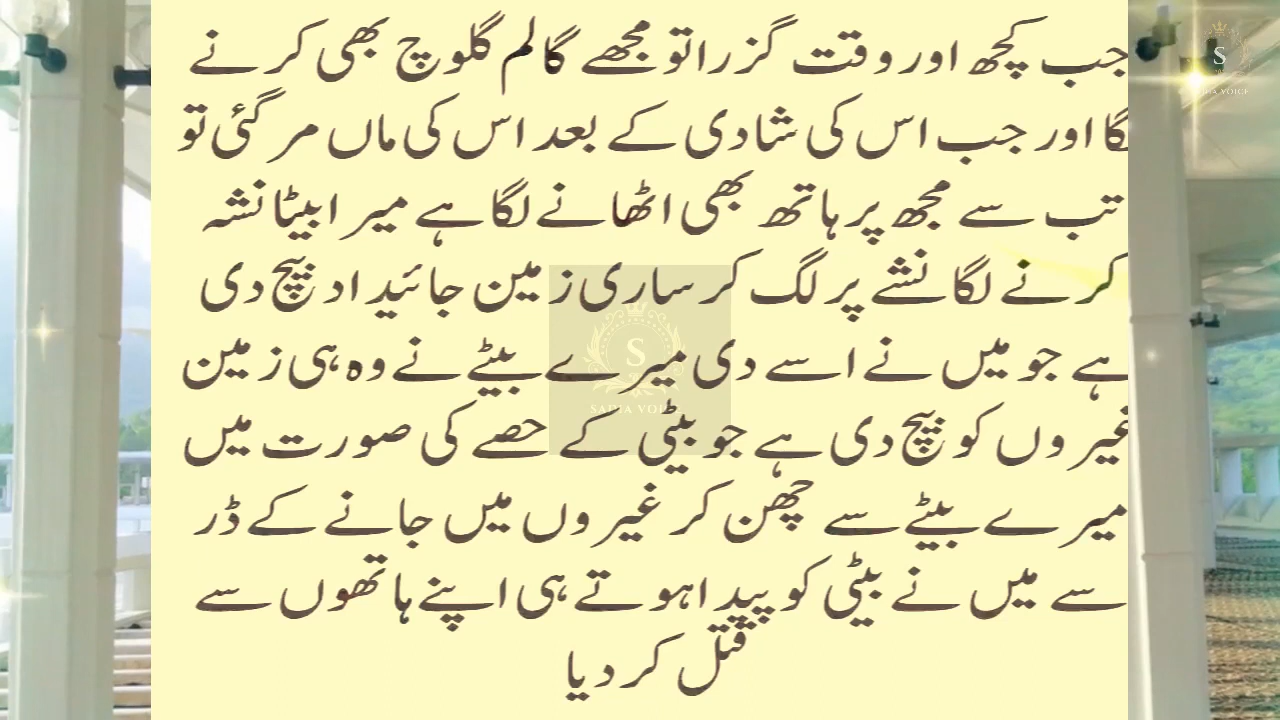 جب کچھ اور وقت گزرا تو مجھے گالم گلوچ بھی کرنے
لگا اور جب اس کی شادی کے بعد اس کی ماں مر گئی تو
تب سے مجھ پر ہاتھ بھی اٹھانے لگا ہے میرا بیٹا نشہ
کرنے لگا نشے پر لگ کر ساری زمین جائیداد بیچ دی
ہے جو میں نے اسے دی میرے بیٹے نے وہ ہی زمین
غیروں کو بیچ دی ہے جو بیٹی کے حصے کی صورت میں
میرے بیٹے سے چھن کر غیروں میں جانے کے ڈر
سے میں نے بیٹی کو پیدا ہوتے ہی اپنے ہاتھوں سے
قتل کر دیا
S
SADIA VOICE
S
SADIA VOICE